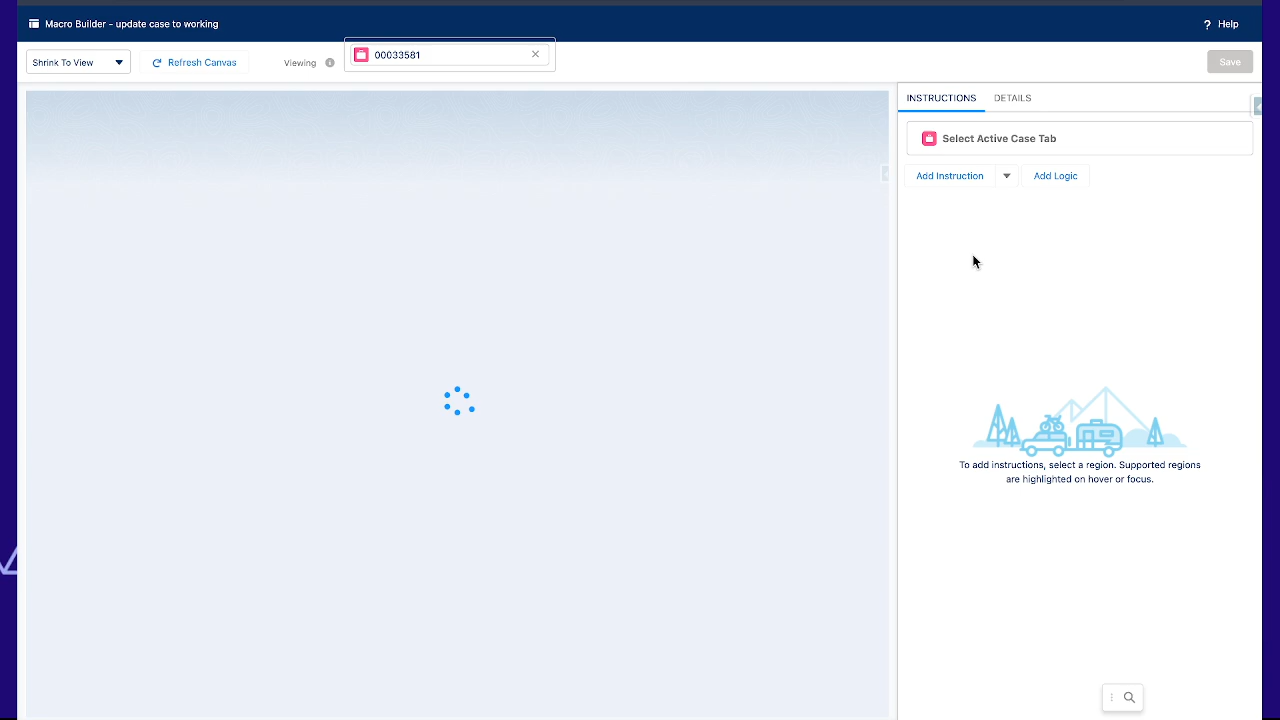 Macro Builder - update case to working
? Help
Shrink To View
Refresh Canvas
Viewing
00033581
Save
INSTRUCTIONS
DETAILS
Select Active Case Tab
Add Instruction
Add Logic
To add instructions, select a region. Supported regions
are highlighted on hover or focus.